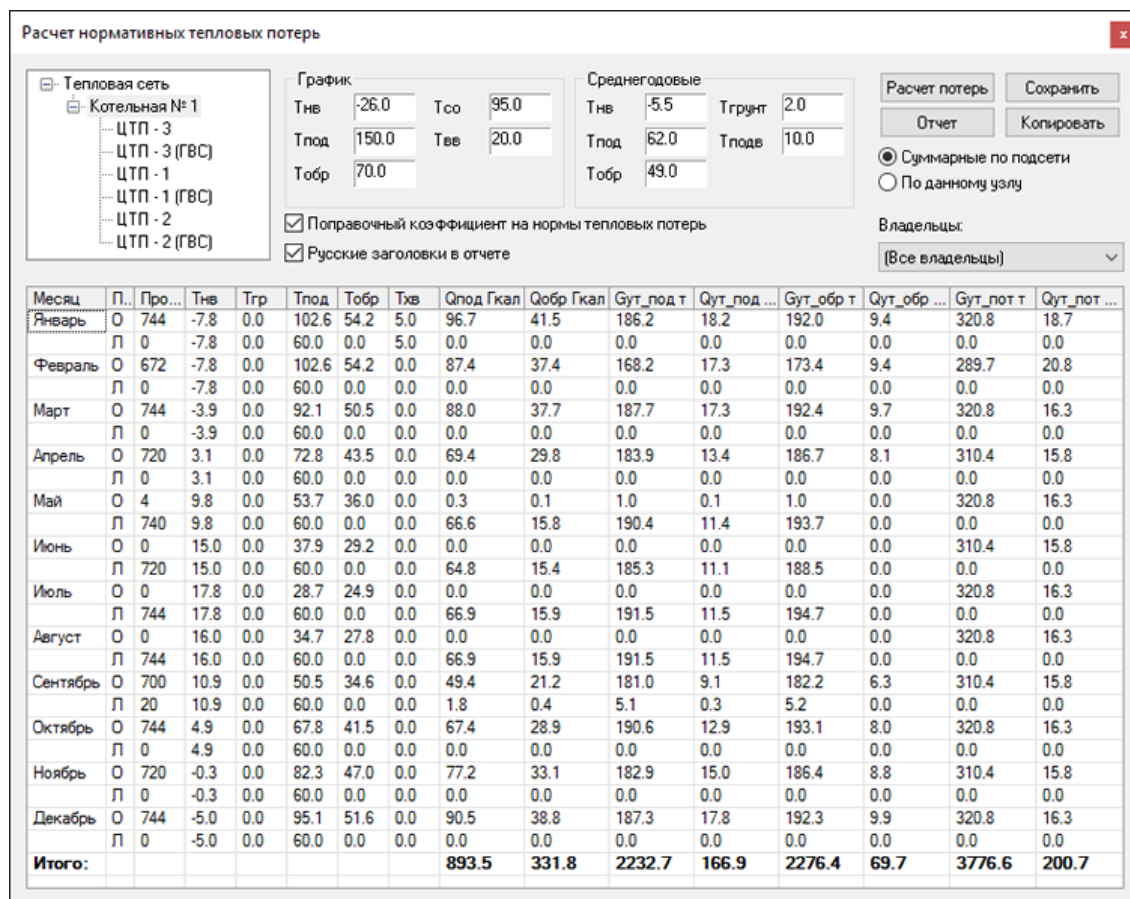 Расчет нормативных тепловых потерь
x
Тепловая сеть
Котельная № 1
ЦТП - 3
ЦТП - 3 (ГВС)
ЦТП - 1
ЦТП - 1 (ГВС)
ЦТП - 2
ЦТП - 2 (ГВС)
График
Тнв -26.0 Тсо 95.0
Тпод 150.0 Твв 20.0
Тобр 70.0
Среднегодовые
Тнв -5.5 Тгрунт 2.0
Тпод 62.0 Тподв 10.0
Тобр 49.0
Расчет потерь Сохранить
Отчет Копировать
Суммарные по подсети
По данному узлу
Поправочный коэффициент на нормы тепловых потерь
Русские заголовки в отчете
Владельцы:
(Все владельцы)
Месяц П.. Про... Тнв Тгр Тпод Тобр Тхв Qпод Гкал Qобр Гкал Gут_под т Qут_под ... Gут_обр т Qут_обр ... Gут_пот т Qут_пот ...
Январь О 744 -7.8 0.0 102.6 54.2 5.0 96.7 41.5 186.2 18.2 192.0 9.4 320.8 18.7
Л 0 -7.8 0.0 60.0 0.0 5.0 0.0 0.0 0.0 0.0 0.0 0.0 0.0 0.0
Февраль О 672 -7.8 0.0 102.6 54.2 0.0 87.4 37.4 168.2 17.3 173.4 9.4 289.7 20.8
Л 0 -7.8 0.0 60.0 0.0 0.0 0.0 0.0 0.0 0.0 0.0 0.0 0.0 0.0
Март О 744 -3.9 0.0 92.1 50.5 0.0 88.0 37.7 187.7 17.3 192.4 9.7 320.8 16.3
Л 0 -3.9 0.0 60.0 0.0 0.0 0.0 0.0 0.0 0.0 0.0 0.0 0.0 0.0
Апрель О 720 3.1 0.0 72.8 43.5 0.0 69.4 29.8 183.9 13.4 186.7 8.1 310.4 15.8
Л 0 3.1 0.0 60.0 0.0 0.0 0.0 0.0 0.0 0.0 0.0 0.0 0.0 0.0
Май О 4 9.8 0.0 53.7 36.0 0.0 0.3 0.1 1.0 0.1 1.0 0.0 320.8 16.3
Л 740 9.8 0.0 60.0 0.0 0.0 66.6 15.8 190.4 11.4 193.7 0.0 0.0 0.0
Июнь О 0 15.0 0.0 37.9 29.2 0.0 0.0 0.0 0.0 0.0 0.0 0.0 310.4 15.8
Л 720 15.0 0.0 60.0 0.0 0.0 64.8 15.4 185.3 11.1 188.5 0.0 0.0 0.0
Июль О 0 17.8 0.0 28.7 24.9 0.0 0.0 0.0 0.0 0.0 0.0 0.0 320.8 16.3
Л 744 17.8 0.0 60.0 0.0 0.0 66.9 15.9 191.5 11.5 194.7 0.0 0.0 0.0
Август О 0 16.0 0.0 34.7 27.8 0.0 0.0 0.0 0.0 0.0 0.0 0.0 320.8 16.3
Л 744 16.0 0.0 60.0 0.0 0.0 66.9 15.9 191.5 11.5 194.7 0.0 0.0 0.0
Сентябрь О 700 10.9 0.0 50.5 34.6 0.0 49.4 21.2 181.0 9.1 182.2 6.3 310.4 15.8
Л 20 10.9 0.0 60.0 0.0 0.0 1.8 0.4 5.1 0.3 5.2 0.0 0.0 0.0
Октябрь О 744 4.9 0.0 67.8 41.5 0.0 67.4 28.9 190.6 12.9 193.1 8.0 320.8 16.3
Л 0 4.9 0.0 60.0 0.0 0.0 0.0 0.0 0.0 0.0 0.0 0.0 0.0 0.0
Ноябрь О 720 -0.3 0.0 82.3 47.0 0.0 77.2 33.1 182.9 15.0 186.4 8.8 310.4 15.8
Л 0 -0.3 0.0 60.0 0.0 0.0 0.0 0.0 0.0 0.0 0.0 0.0 0.0 0.0
Декабрь О 744 -5.0 0.0 95.1 51.6 0.0 90.5 38.8 187.3 17.8 192.3 9.9 320.8 16.3
Л 0 -5.0 0.0 60.0 0.0 0.0 0.0 0.0 0.0 0.0 0.0 0.0 0.0 0.0
Итого: 893.5 331.8 2232.7 166.9 2276.4 69.7 3776.6 200.7